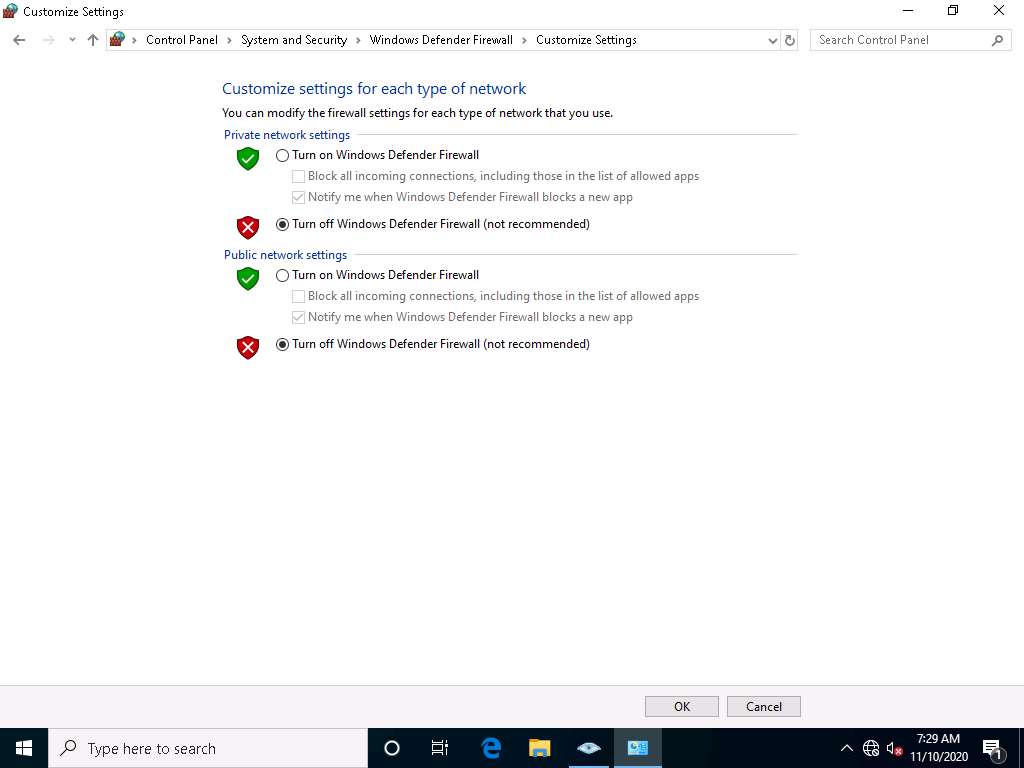 Customize Settings
Control Panel > System and Security > Windows Defender Firewall > Customize Settings
Search Control Panel
Customize settings for each type of network
You can modify the firewall settings for each type of network that you use.
Private network settings
Turn on Windows Defender Firewall
Block all incoming connections, including those in the list of allowed apps
Notify me when Windows Defender Firewall blocks a new app
Turn off Windows Defender Firewall (not recommended)
Public network settings
Turn on Windows Defender Firewall
Block all incoming connections, including those in the list of allowed apps
Notify me when Windows Defender Firewall blocks a new app
Turn off Windows Defender Firewall (not recommended)
OK Cancel
Type here to search
7:29 AM
11/10/2020
1